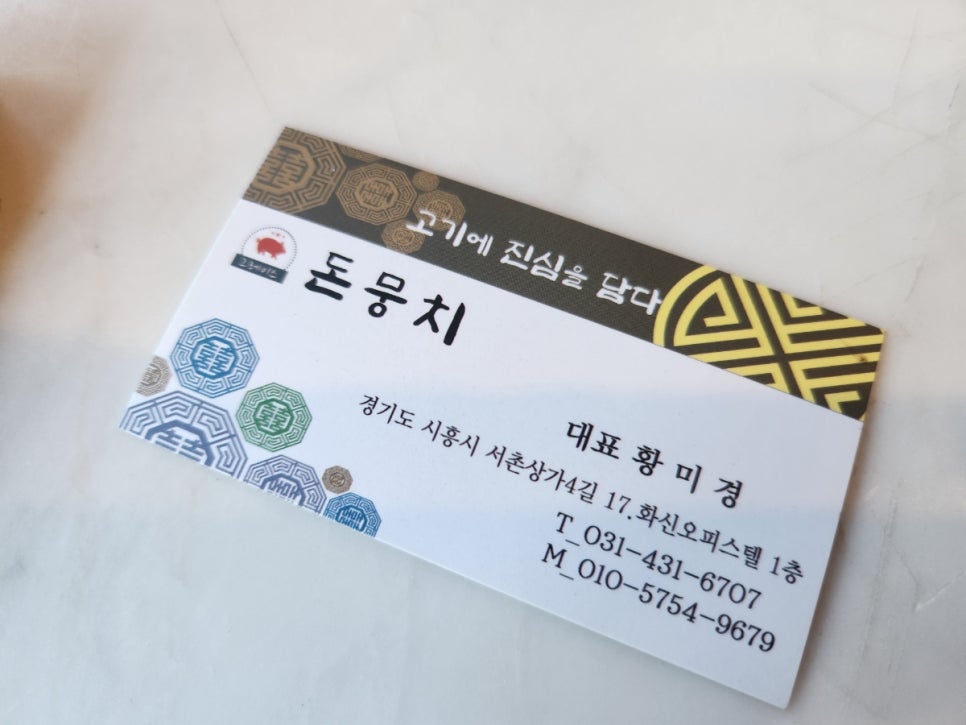 고기에 진심을 담다
돈뭉치
대표 황미경
경기도 시흥시 서촌상가4길 17.화신오피스텔 1층
T_031-431-6707
M_010-5754-9679